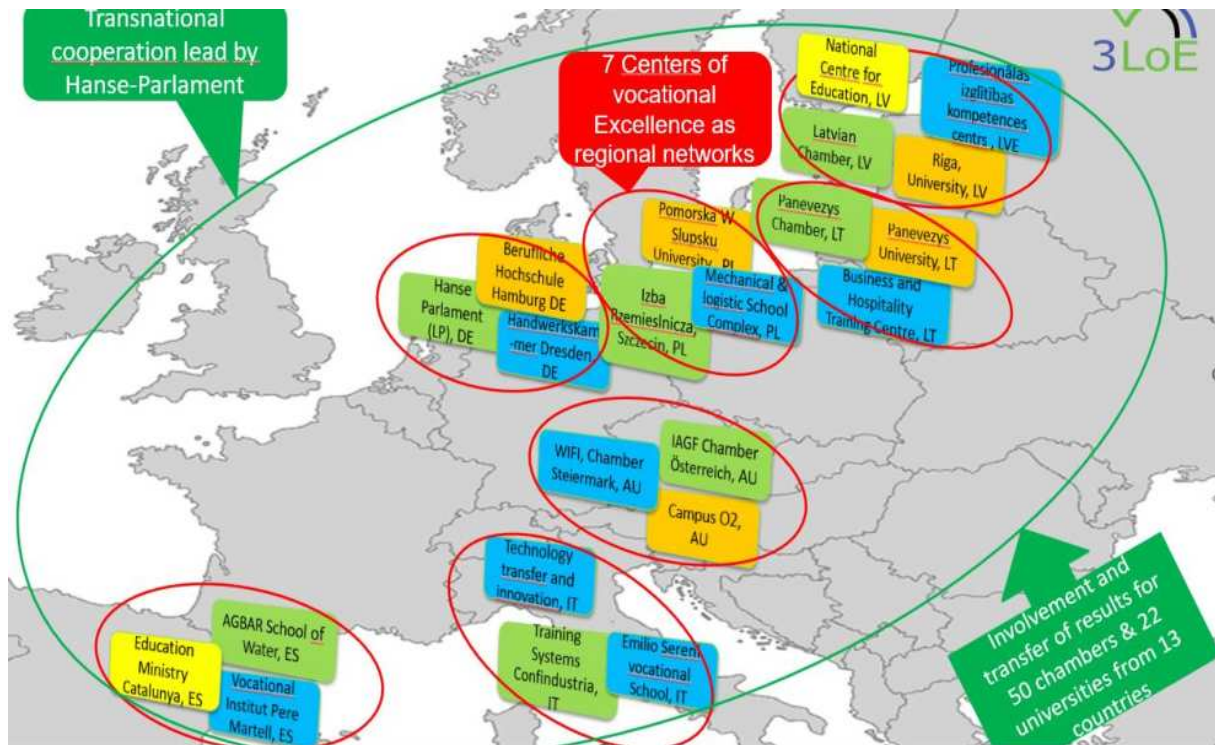 Transnational
cooperation lead by
Hanse-Parlament
7 Centers of
vocational
Excellence as
regional networks
3LoE
National
Centre for
Education, LV
Profesionālās
izglītības
kompetences
centrs , LVE
Latvian
Chamber, LV
Riga,
University, LV
Panevezys
Chamber, LT
Panevezys
University, LT
Business and
Hospitality
Training Centre, LT
Pomorska W
Slupsku
University, PL
Mechanical &
logistic School
Complex, PL
Izba
Rzemieslnicza,
Szczecin, PL
Berufliche
Hochschule
Hamburg DE
Hanse
Parlament
(LP), DE
Handwerkskam
-mer Dresden,
DE
WIFI, Chamber
Steiermark, AU
IAGF Chamber
Österreich, AU
Campus O2,
AU
Technology
transfer and
innovation, IT
Training
Systems
Confindustria,
IT
Emilio Sereni
vocational
School, IT
AGBAR School of
Water, ES
Education
Ministry
Catalunya, ES
Vocational
Institut Pere
Martell, ES
Involvement and
transfer of results for
50 chambers & 22
universities from 13
countries